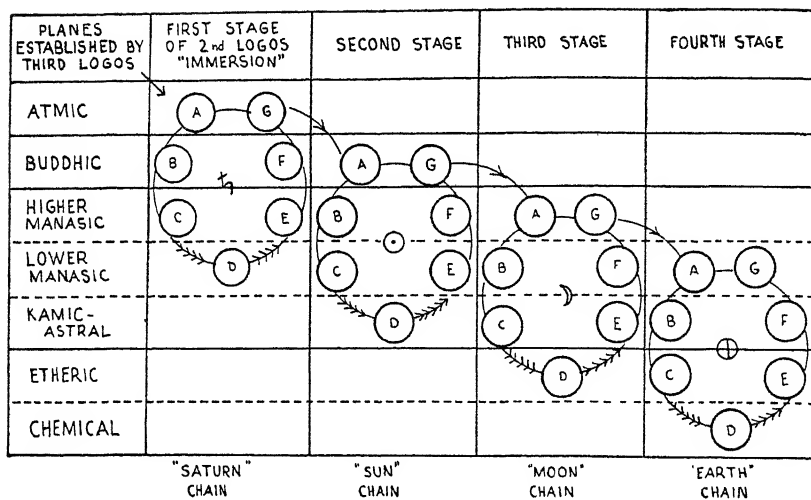 PLANES
ESTABLISHED BY
THIRD LOGOS
FIRST STAGE
OF 2nd LOGOS
"IMMERSION"
SECOND STAGE
THIRD STAGE
FOURTH STAGE
ATMIC
A G
BUDDHIC
B F
A G
HIGHER
MANASIC
C E
B F
A G
LOWER
MANASIC
D
C E
B F
A G
KAMIC-
ASTRAL
D
C E
B F
ETHERIC
D
C E
CHEMICAL
D
"SATURN"
CHAIN
"SUN"
CHAIN
"MOON"
CHAIN
'EARTH"
CHAIN